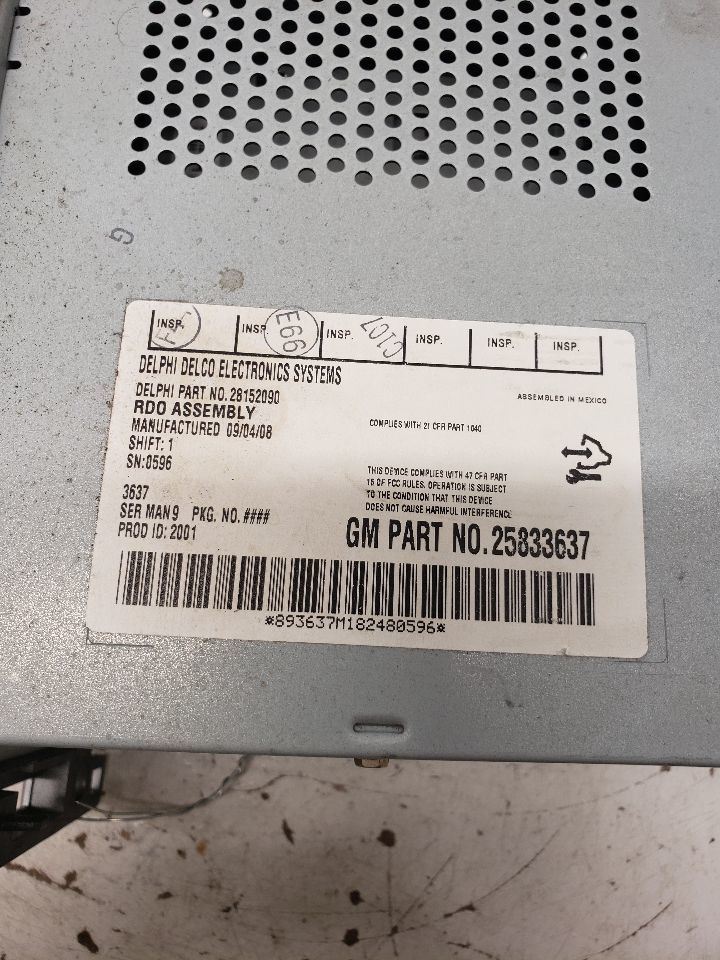 G
INSP. INSP. INSP. INSP. INSP. INSP.
E66 C107
DELPHI DELCO ELECTRONICS SYSTEMS
DELPHI PART NO. 28152090
RDO ASSEMBLY
MANUFACTURED 09/04/08
SHIFT: 1
SN:0596
3637
SER MAN 9 PKG. NO. ####
PROD ID: 2001
ASSEMBLED IN MEXICO
COMPLIES WITH 21 CFR PART 1040
THIS DEVICE COMPLIES WITH 47 CFR PART
15 OF FCC RULES. OPERATION IS SUBJECT
TO THE CONDITION THAT THIS DEVICE
DOES NOT CAUSE HARMFUL INTERFERENCE
GM PART NO. 25833637
*893637M182480596*